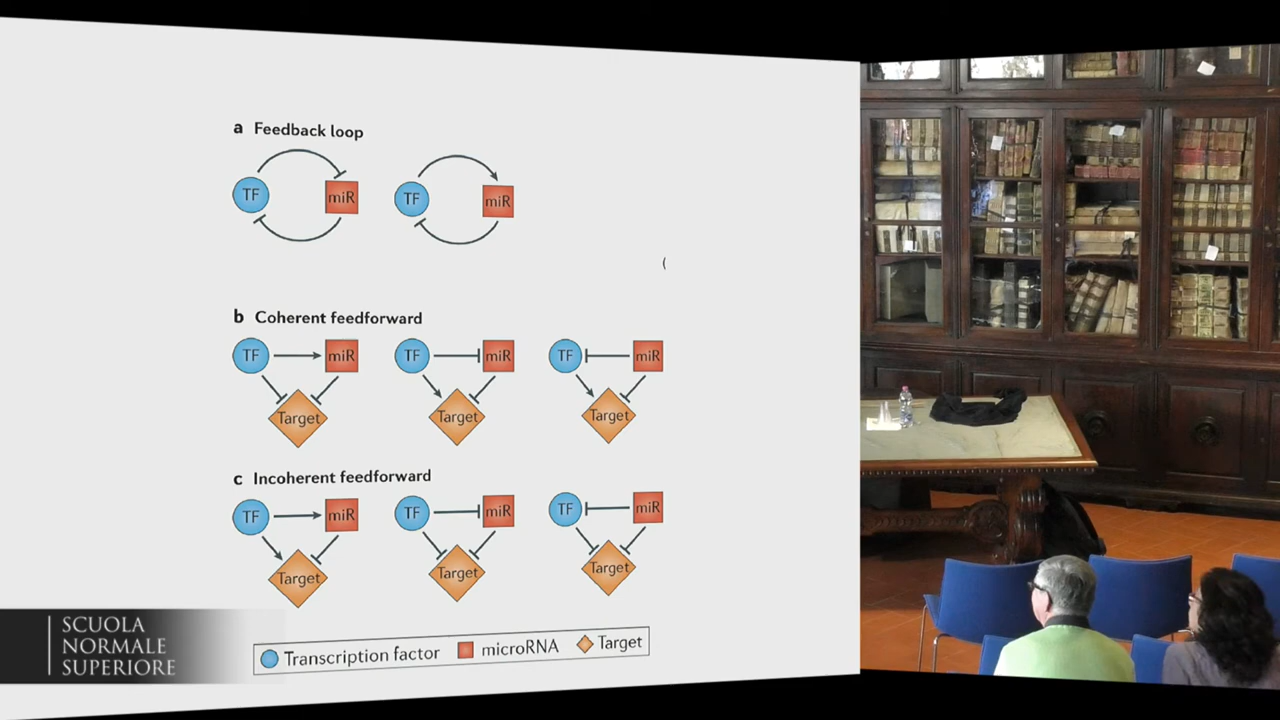 a Feedback loop
TF miR TF miR
(
b Coherent feedforward
TF miR TF miR TF miR
Target Target Target
c Incoherent feedforward
TF miR TF miR TF miR
Target Target Target
Transcription factor microRNA Target
SCUOLA
NORMALE
SUPERIORE